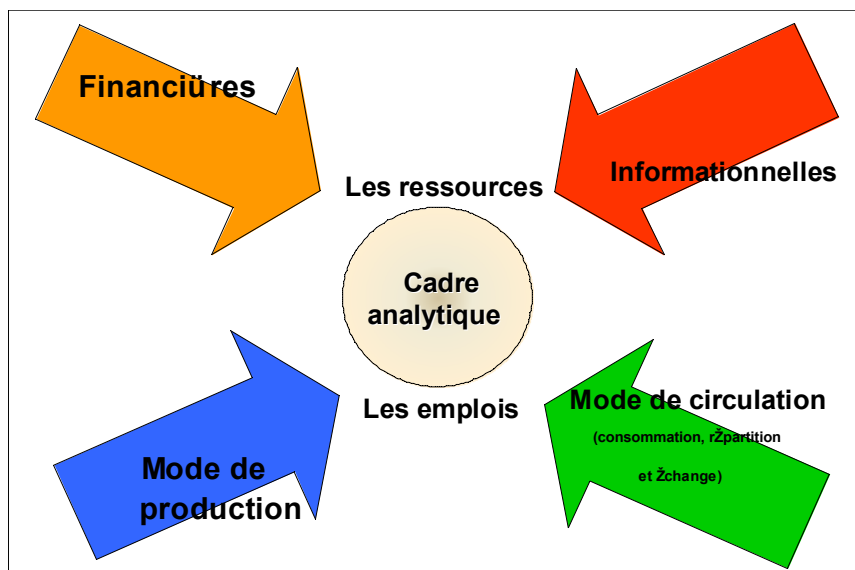 Financiüres
Informationnelles
Les ressources
Cadre
analytique
Les emplois
Mode de circulation
(consommation, rŽpartition
et Žchange)
Mode de
production